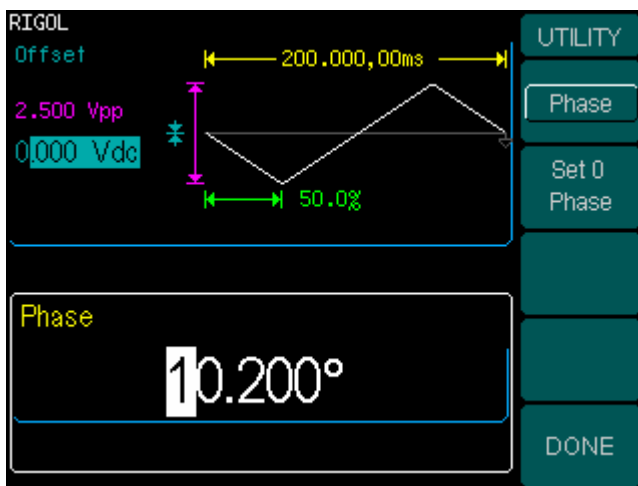 RIGOL
Offset
200.000,00ms
2.500 Vpp
0.000 Vdc
50.0%
Phase
10.200°
UTILITY
Phase
Set 0
Phase
DONE